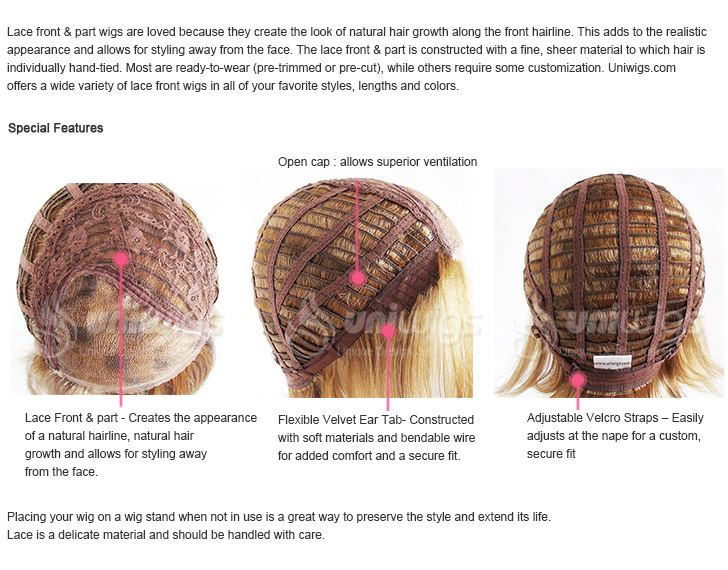 Lace front & part wigs are loved because they create the look of natural hair growth along the front hairline. This adds to the realistic
appearance and allows for styling away from the face. The lace front & part is constructed with a fine, sheer material to which hair is
individually hand-tied. Most are ready-to-wear (pre-trimmed or pre-cut), while others require some customization. Uniwigs.com
offers a wide variety of lace front wigs in all of your favorite styles, lengths and colors.
Special Features
Open cap : allows superior ventilation
uniwigs
uniwigs
uniwigs
Lace Front & part - Creates the appearance
of a natural hairline, natural hair
growth and allows for styling away
from the face.
Flexible Velvet Ear Tab- Constructed
with soft materials and bendable wire
for added comfort and a secure fit.
Adjustable Velcro Straps – Easily
adjusts at the nape for a custom,
secure fit
Placing your wig on a wig stand when not in use is a great way to preserve the style and extend its life.
Lace is a delicate material and should be handled with care.